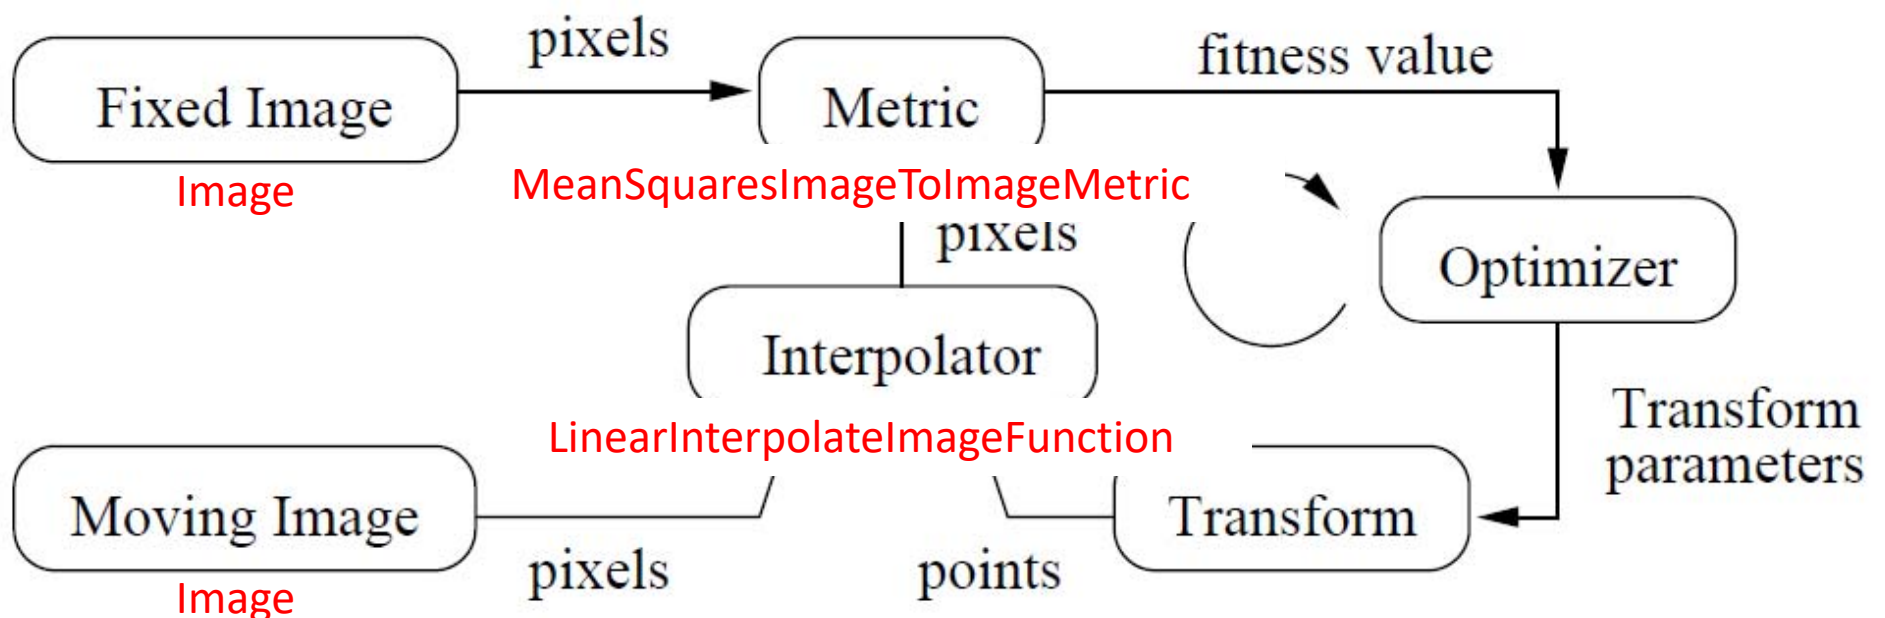 pixels
fitness value
Fixed Image
Metric
Image
MeanSquaresImageToImageMetric
pixels
Optimizer
Interpolator
Transform
parameters
LinearInterpolateImageFunction
Moving Image
Transform
pixels
points
Image